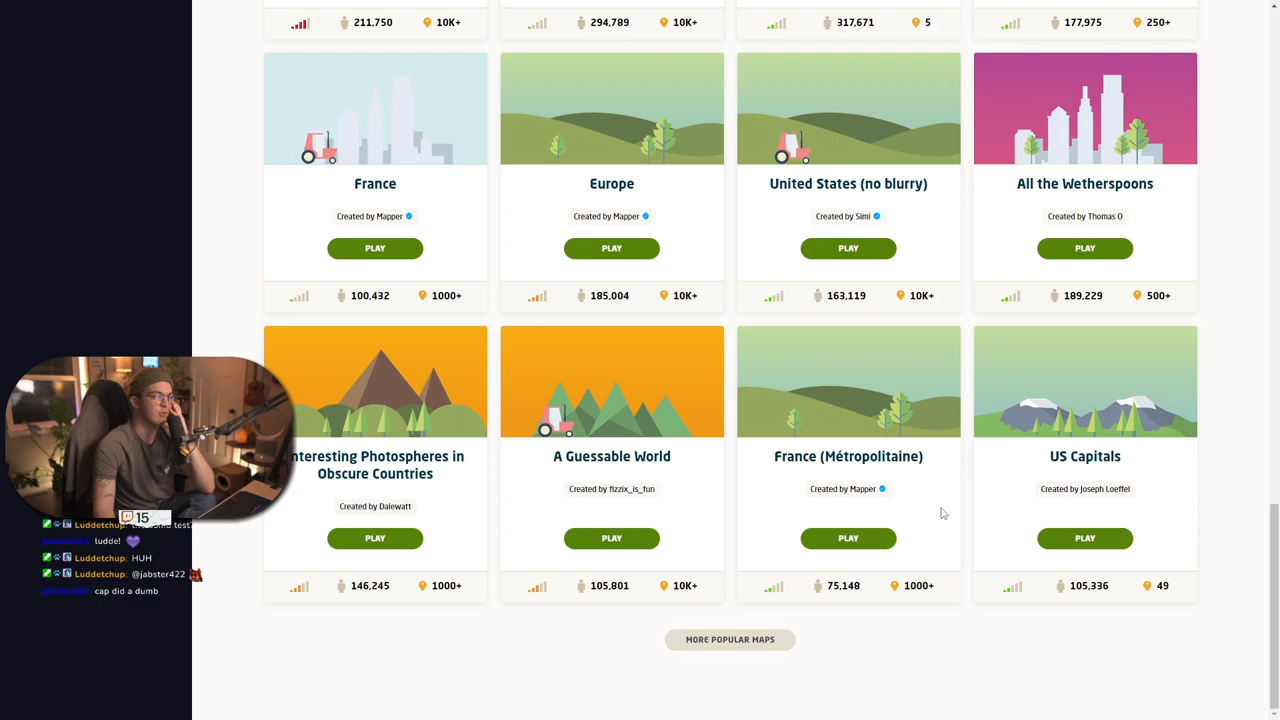 211,750 10K+ 294,789 10K+ 317,671 5 177,975 250+
France Europe United States (no blurry) All the Wetherspoons
Created by Mapper Created by Mapper Created by Simi Created by Thomas O
PLAY PLAY PLAY PLAY
100,432 1000+ 185,004 10K+ 163,119 10K+ 189,229 500+
nteresting Photospheres in
Obscure Countries
A Guessable World France (Métropolitaine) US Capitals
Created by Dalewatt
Created by fizzix_is_fun Created by Mapper Created by Joseph Loeffel
PLAY PLAY PLAY PLAY
146,245 1000+ 105,801 10K+ 75,148 1000+ 105,336 49
MORE POPULAR MAPS
15
Luddetchup: test?
jabster422: ludde!
Luddetchup: HUH
Luddetchup: @jabster422
jabster422: cap did a dumb